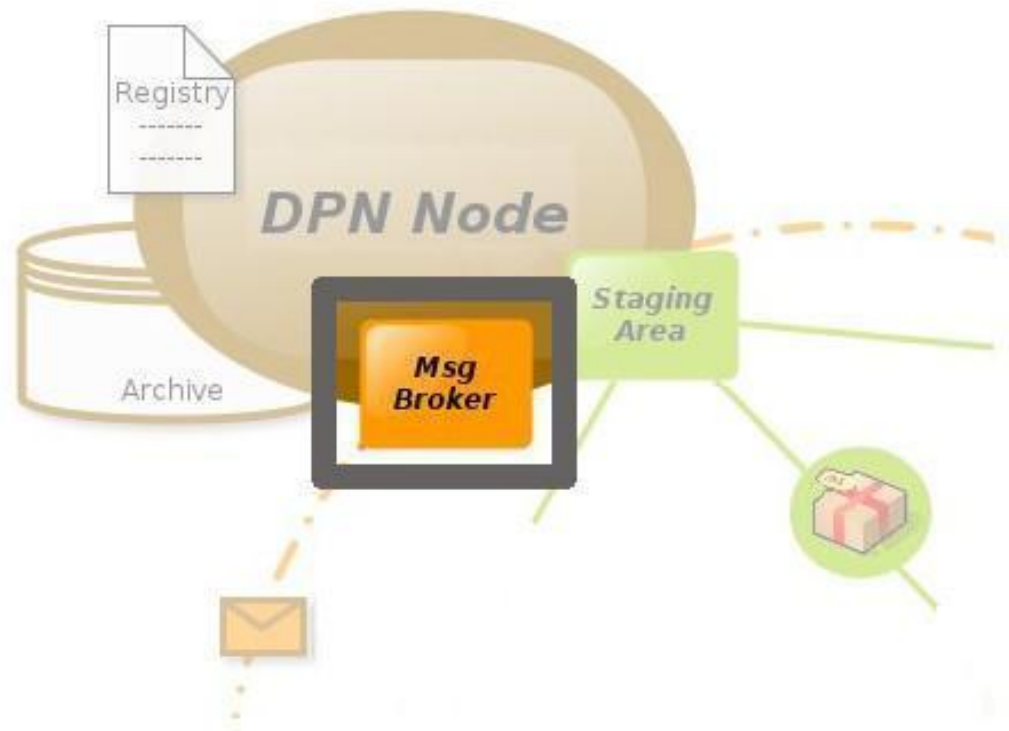 Registry
-------
-------
DPN Node
Staging
Area
Msg
Broker
Archive